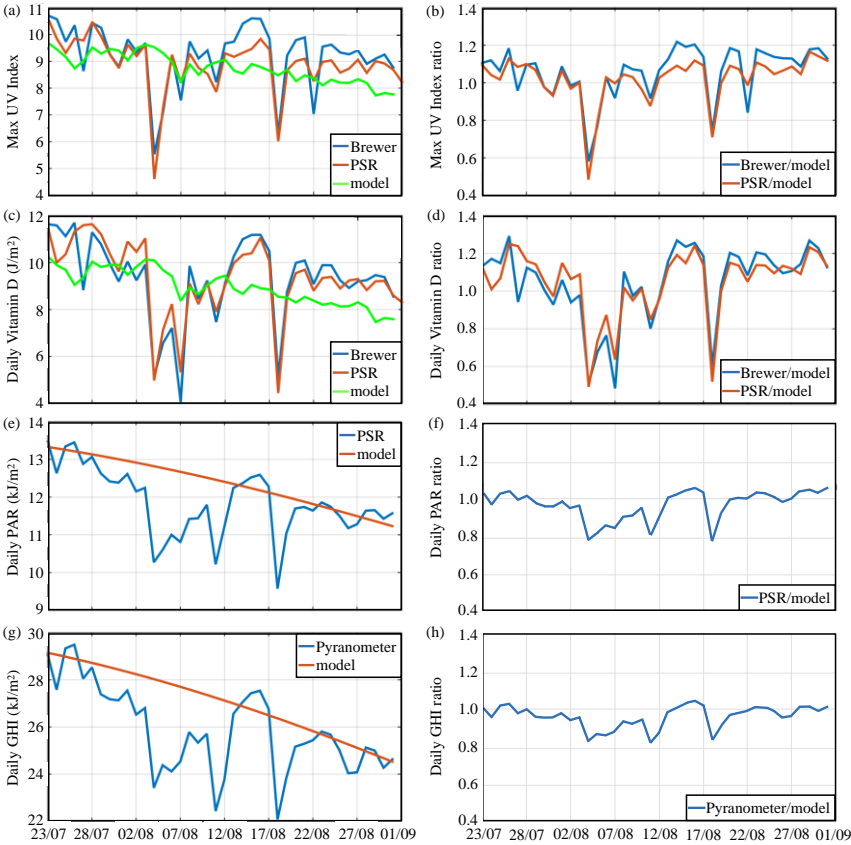 (a)
Max UV Index
11
10
9
8
7
6
5
4
Brewer
PSR
model
(b)
Max UV Index ratio
1.4
1.2
1.0
0.8
0.6
0.4
Brewer/model
PSR/model
(c)
Daily Vitamin D (J/m²)
12
10
8
6
4
Brewer
PSR
model
(d)
Daily Vitamin D ratio
1.4
1.2
1.0
0.8
0.6
0.4
Brewer/model
PSR/model
(e)
Daily PAR (kJ/m²)
14
13
12
11
10
9
PSR
model
(f)
Daily PAR ratio
1.4
1.2
1.0
0.8
0.6
0.4
PSR/model
(g)
Daily GHI (kJ/m²)
30
28
26
24
22
Pyranometer
model
23/07 28/07 02/08 07/08 12/08 17/08 22/08 27/08 01/09
(h)
Daily GHI ratio
1.4
1.2
1.0
0.8
0.6
0.4
Pyranometer/model
23/07 28/07 02/08 07/08 12/08 17/08 22/08 27/08 01/09